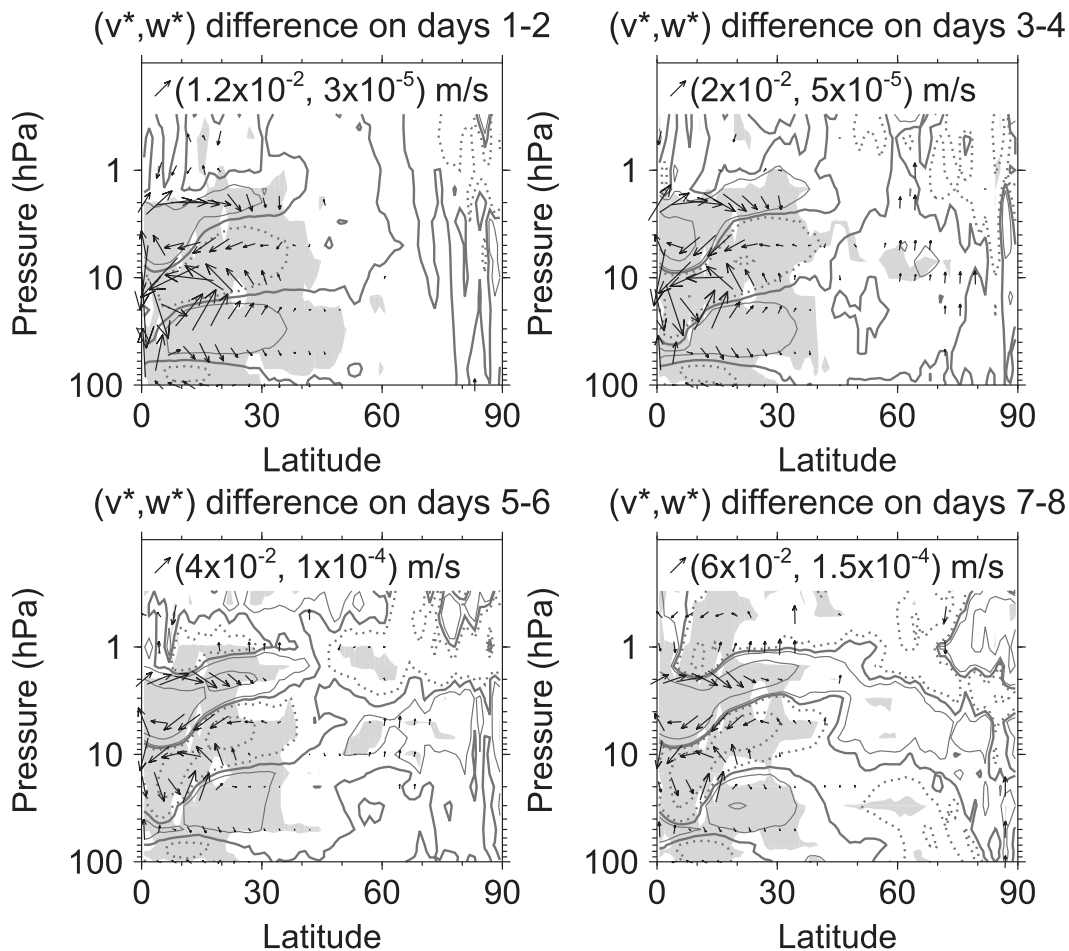 (v*,w*) difference on days 1-2
(1.2x10-2, 3x10-5) m/s
Pressure (hPa)
1
10
100
0 30 60 90
Latitude
(v*,w*) difference on days 3-4
(2x10-2, 5x10-5) m/s
Pressure (hPa)
1
10
100
0 30 60 90
Latitude
(v*,w*) difference on days 5-6
(4x10-2, 1x10-4) m/s
Pressure (hPa)
1
10
100
0 30 60 90
Latitude
(v*,w*) difference on days 7-8
(6x10-2, 1.5x10-4) m/s
Pressure (hPa)
1
10
100
0 30 60 90
Latitude